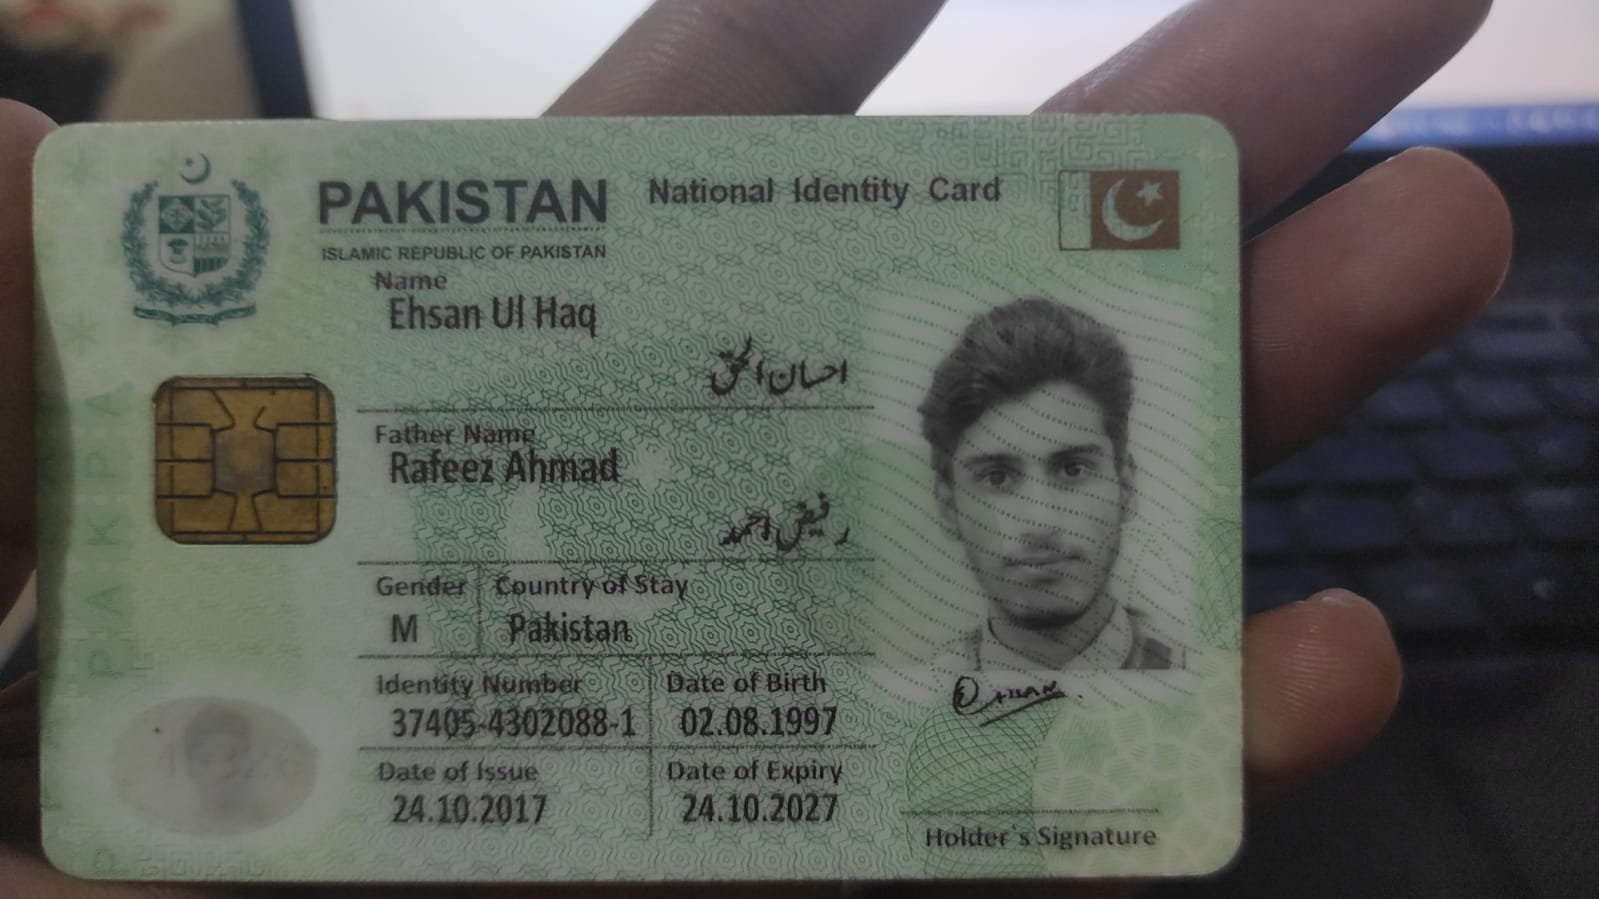 PAKISTAN National Identity Card
ISLAMIC REPUBLIC OF PAKISTAN
Name
Ehsan Ul Haq
احسان الحق
Father Name
Rafeez Ahmad
رفیض احمد
Gender Country of Stay
M Pakistan
Identity Number Date of Birth
37405-4302088-1 02.08.1997
Date of Issue Date of Expiry
24.10.2017 24.10.2027
Holder's Signature